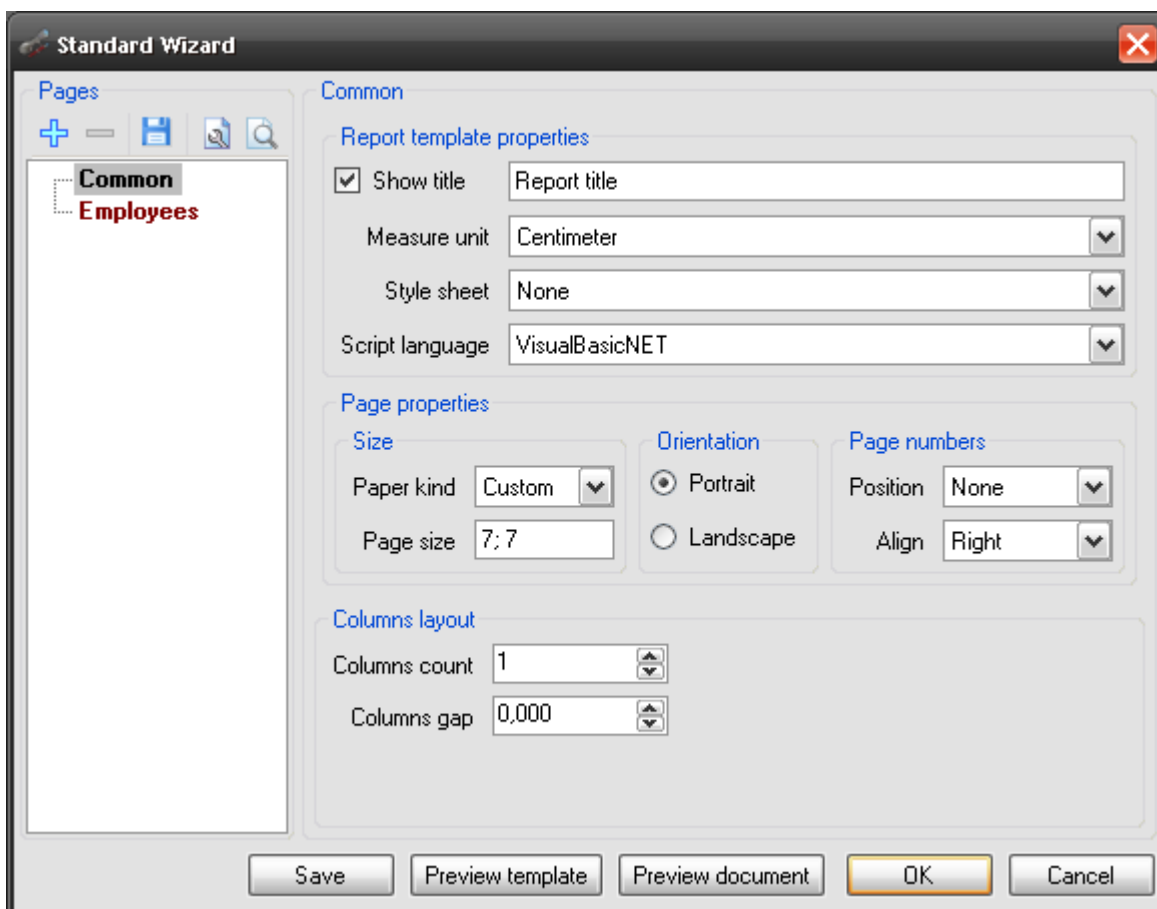 Standard Wizard
Pages
Common
Employees
Common
Report template properties
Show title Report title
Measure unit Centimeter
Style sheet None
Script language VisualBasicNET
Page properties
Size
Paper kind Custom
Page size 7; 7
Orientation
Portrait
Landscape
Page numbers
Position None
Align Right
Columns layout
Columns count 1
Columns gap 0,000
Save Preview template Preview document OK Cancel